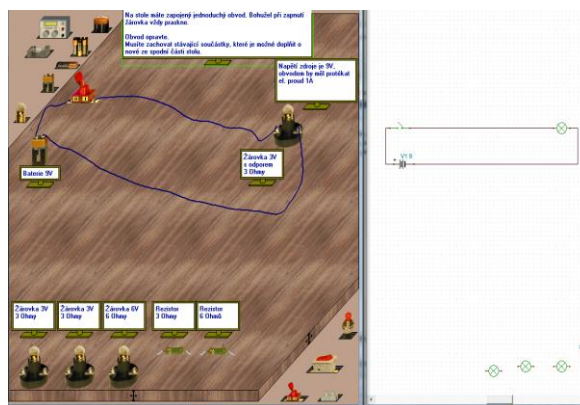 Na stole máte zapojený jednoduchý obvod. Bohužel při zapnutí
žárovka vždy praskne.
Obvod opravte.
Musíte zachovat stávající součástky, které je možné doplnit o
nové ze spodní části stolu.
Napětí zdroje je 9V,
obvodem by měl protékat
el. proud 1A
Baterie 9V
Žárovka 3V
s odporem
3 Ohmy
V1 9
Žárovka 3V
3 Ohmy
Žárovka 3V
3 Ohmy
Žárovka 6V
6 Ohmy
Rezistor
3 Ohmy
Rezistor
6 Ohmů